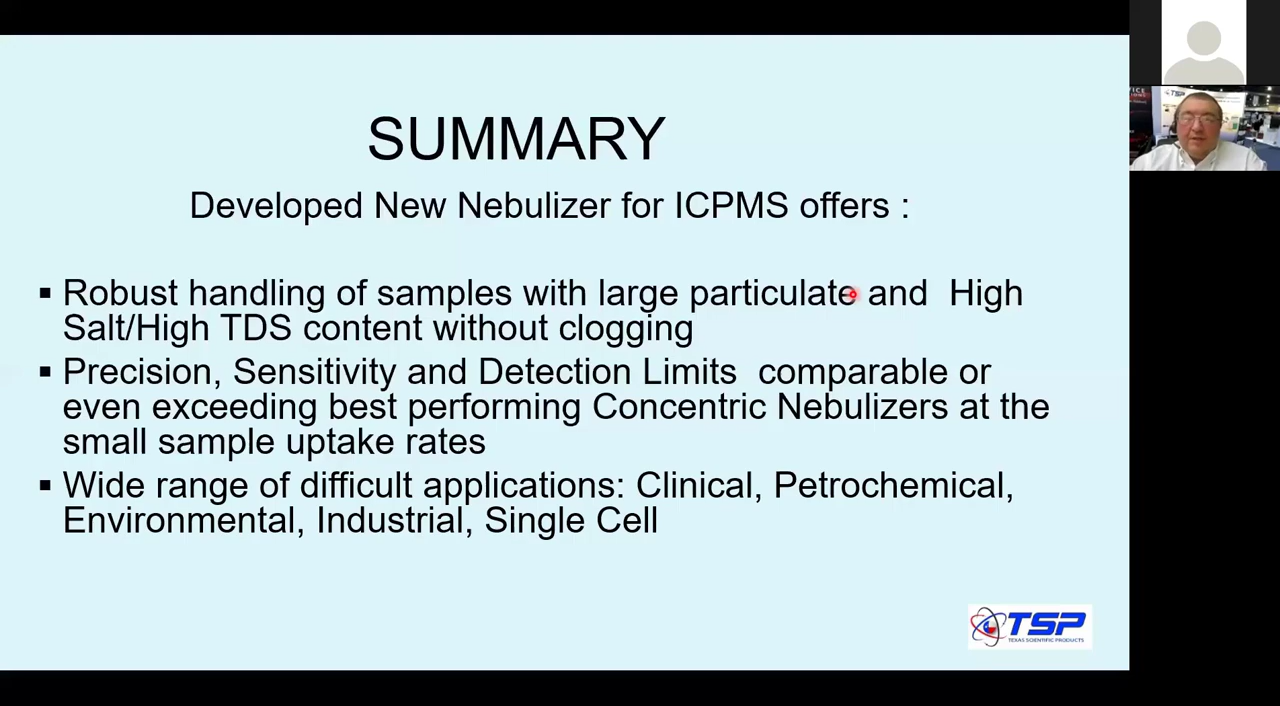 SUMMARY
Developed New Nebulizer for ICPMS offers :
▪ Robust handling of samples with large particulate and High
Salt/High TDS content without clogging
▪ Precision, Sensitivity and Detection Limits comparable or
even exceeding best performing Concentric Nebulizers at the
small sample uptake rates
▪ Wide range of difficult applications: Clinical, Petrochemical,
Environmental, Industrial, Single Cell
TSP
TEXAS SCIENTIFIC PRODUCTS
TSP